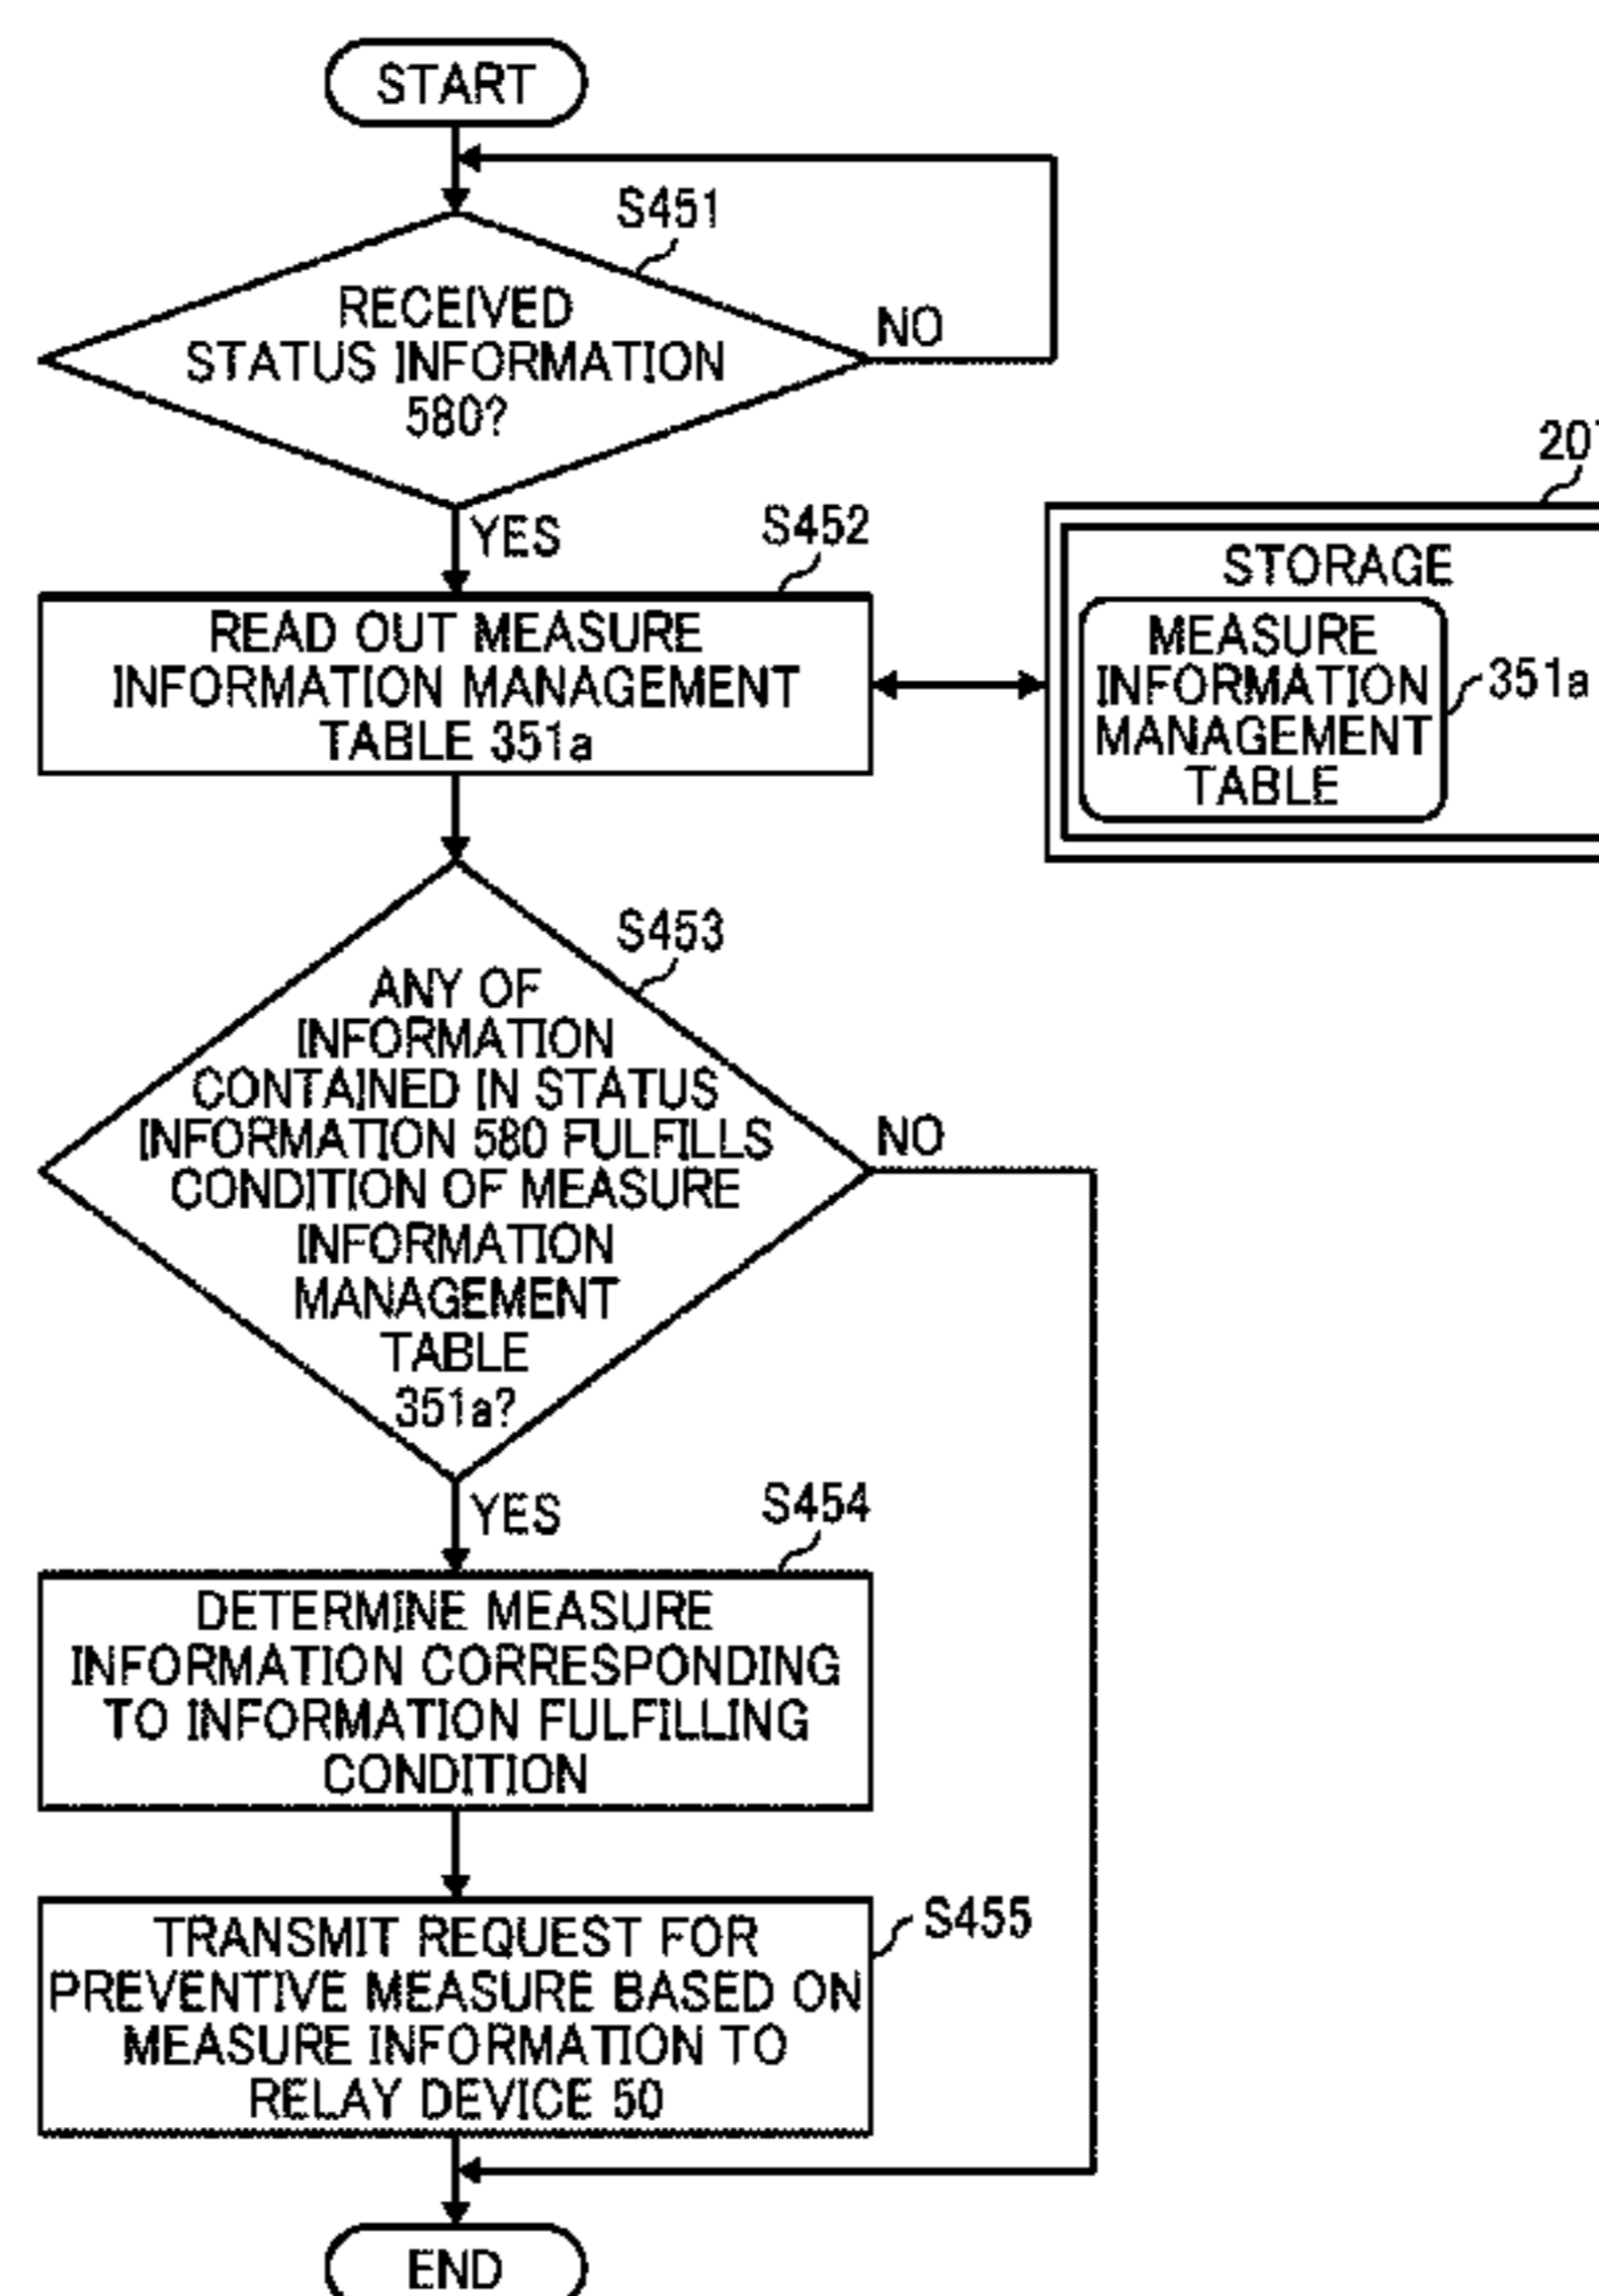 START
S451
RECEIVED
STATUS INFORMATION
580?
NO
YES
S452
READ OUT MEASURE
INFORMATION MANAGEMENT
TABLE 351a
STORAGE
MEASURE
INFORMATION
MANAGEMENT
TABLE
351a
S453
ANY OF
INFORMATION
CONTAINED IN STATUS
INFORMATION 580 FULFILLS
CONDITION OF MEASURE
INFORMATION
MANAGEMENT
TABLE
351a?
NO
YES
S454
DETERMINE MEASURE
INFORMATION CORRESPONDING
TO INFORMATION FULFILLING
CONDITION
S455
TRANSMIT REQUEST FOR
PREVENTIVE MEASURE BASED ON
MEASURE INFORMATION TO
RELAY DEVICE 50
END